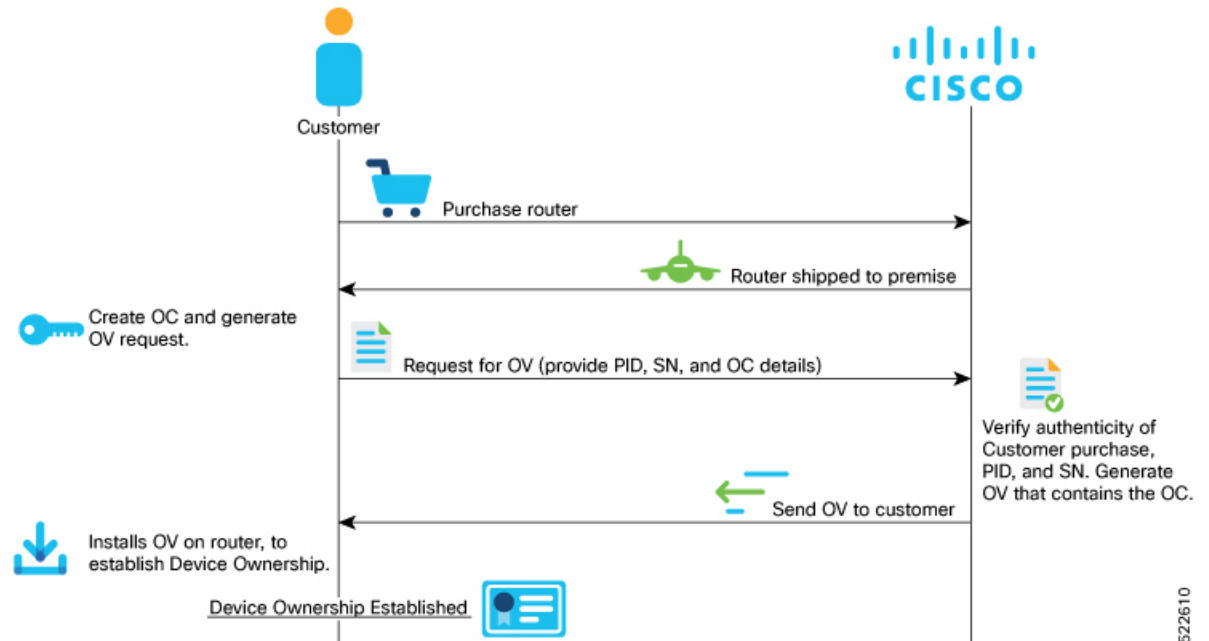 CISCO
Customer
Purchase router
Router shipped to premise
Create OC and generate
OV request.
Request for OV (provide PID, SN, and OC details)
Verify authenticity of
Customer purchase,
PID, and SN. Generate
OV that contains the OC.
Send OV to customer
Installs OV on router, to
establish Device Ownership.
Device Ownership Established
522610